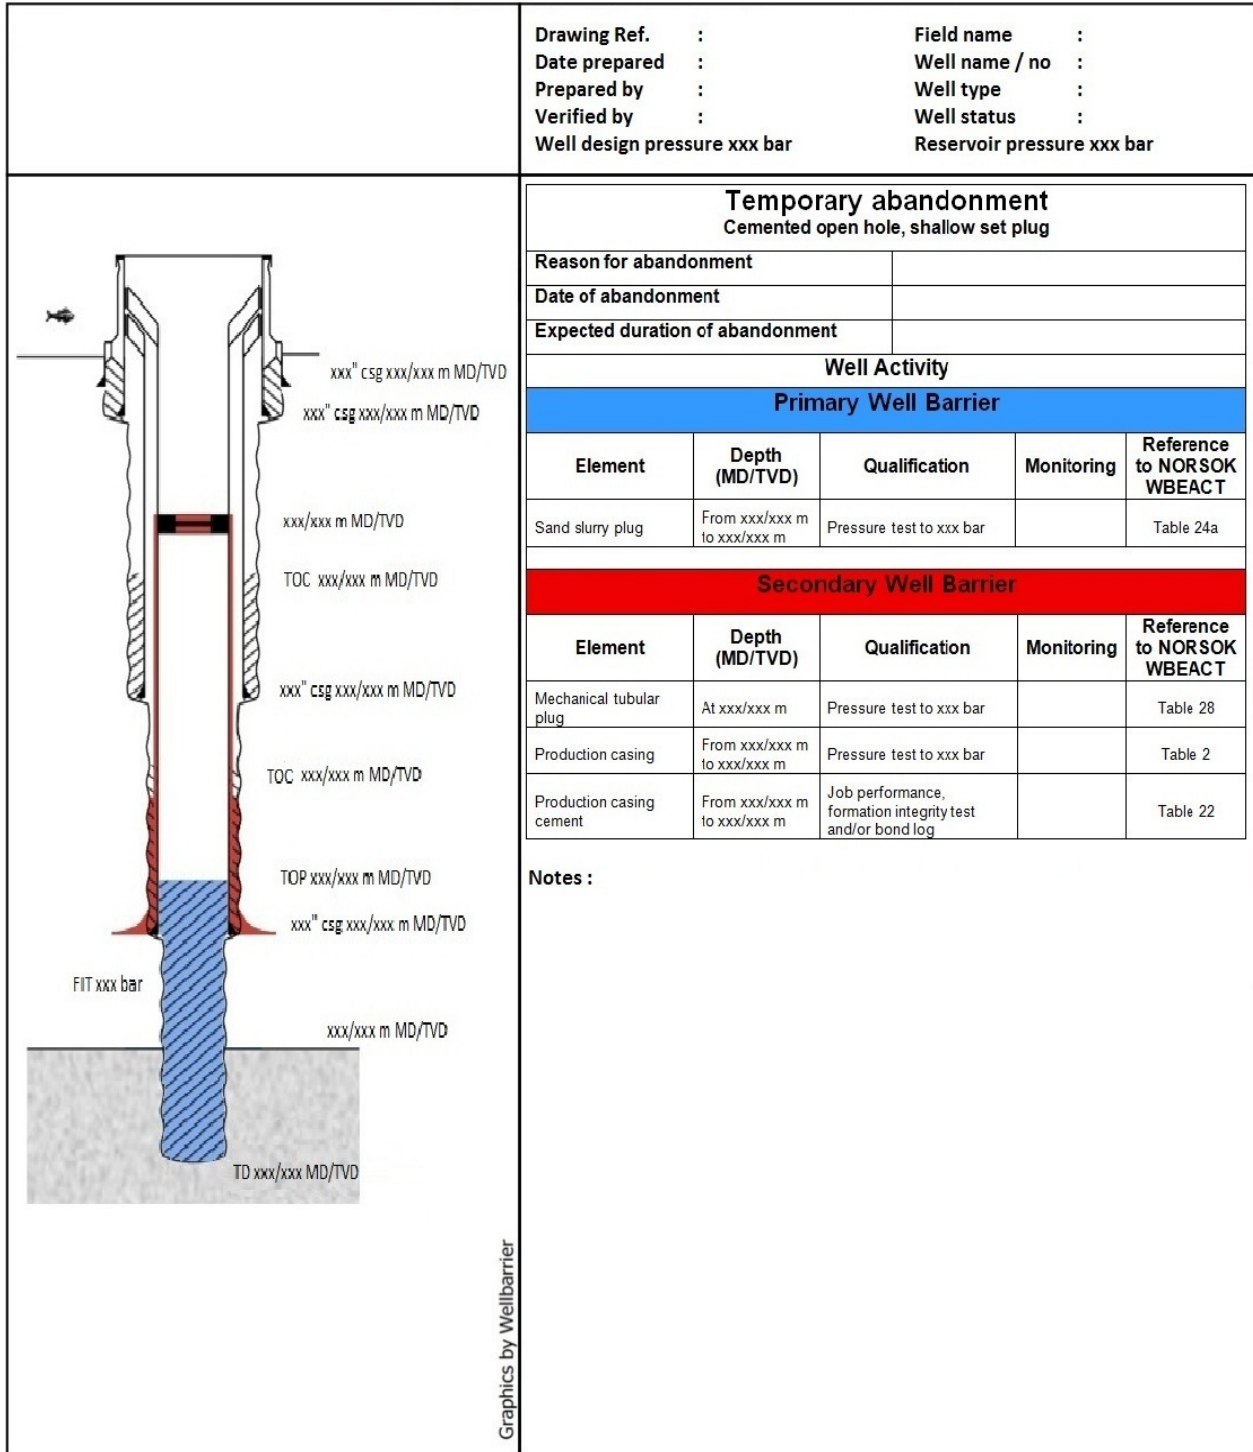 Drawing Ref. :
Date prepared :
Prepared by :
Verified by :
Well design pressure xxx bar
Field name :
Well name / no :
Well type :
Well status :
Reservoir pressure xxx bar
xxx" csg xxx/xxx m MD/TVD
xxx" csg xxx/xxx m MD/TVD
xxx/xxx m MD/TVD
TOC xxx/xxx m MD/TVD
xxx" csg xxx/xxx m MD/TVD
TOC xxx/xxx m MD/TVD
TOP xxx/xxx m MD/TVD
xxx" csg xxx/xxx m MD/TVD
FIT xxx bar
xxx/xxx m MD/TVD
TD xxx/xxx MD/TVD
Graphics by Wellbarrier
Temporary abandonment
Cemented open hole, shallow set plug
Reason for abandonment
Date of abandonment
Expected duration of abandonment
Well Activity
Primary Well Barrier
Element
Depth
(MD/TVD)
Qualification
Monitoring
Reference
to NORSOK
WBEACT
Sand slurry plug
From xxx/xxx m
to xxx/xxx m
Pressure test to xxx bar
Table 24a
Secondary Well Barrier
Element
Depth
(MD/TVD)
Qualification
Monitoring
Reference
to NORSOK
WBEACT
Mechanical tubular
plug
At xxx/xxx m
Pressure test to xxx bar
Table 28
Production casing
From xxx/xxx m
to xxx/xxx m
Pressure test to xxx bar
Table 2
Production casing
cement
From xxx/xxx m
to xxx/xxx m
Job performance,
formation integrity test
and/or bond log
Table 22
Notes :